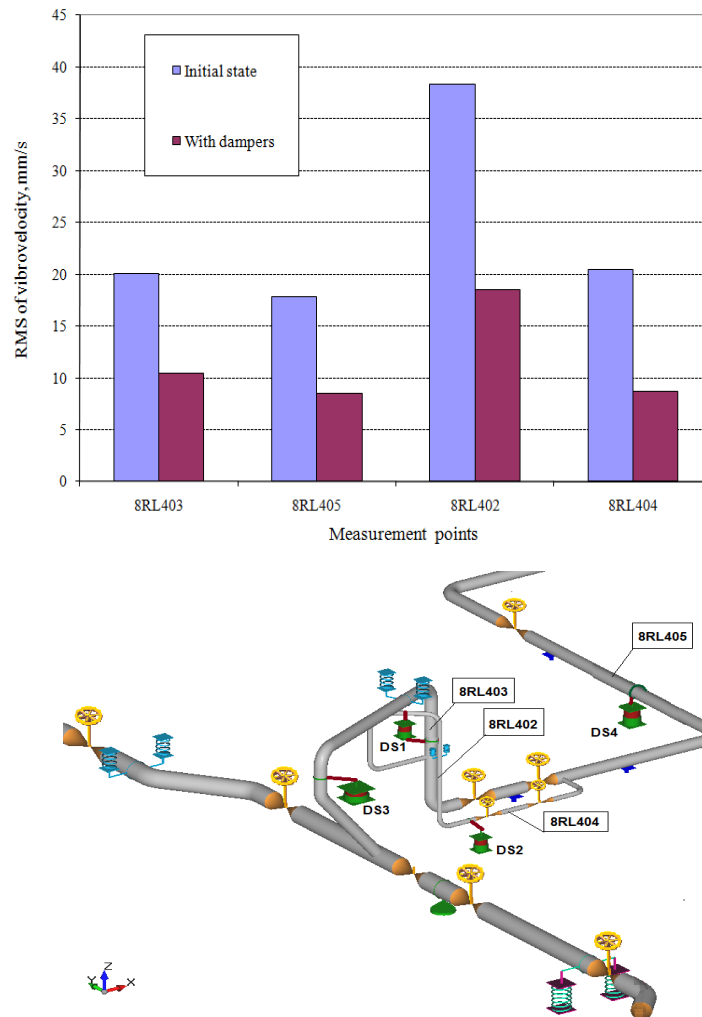 45
40
35
30
25
20
15
10
5
0
RMS of vibrovelocity, mm/s
Initial state
With dampers
8RL403 8RL405 8RL402 8RL404
Measurement points
8RL405
8RL403
8RL402
DS1
DS4
DS3
8RL404
DS2
Z
Y X